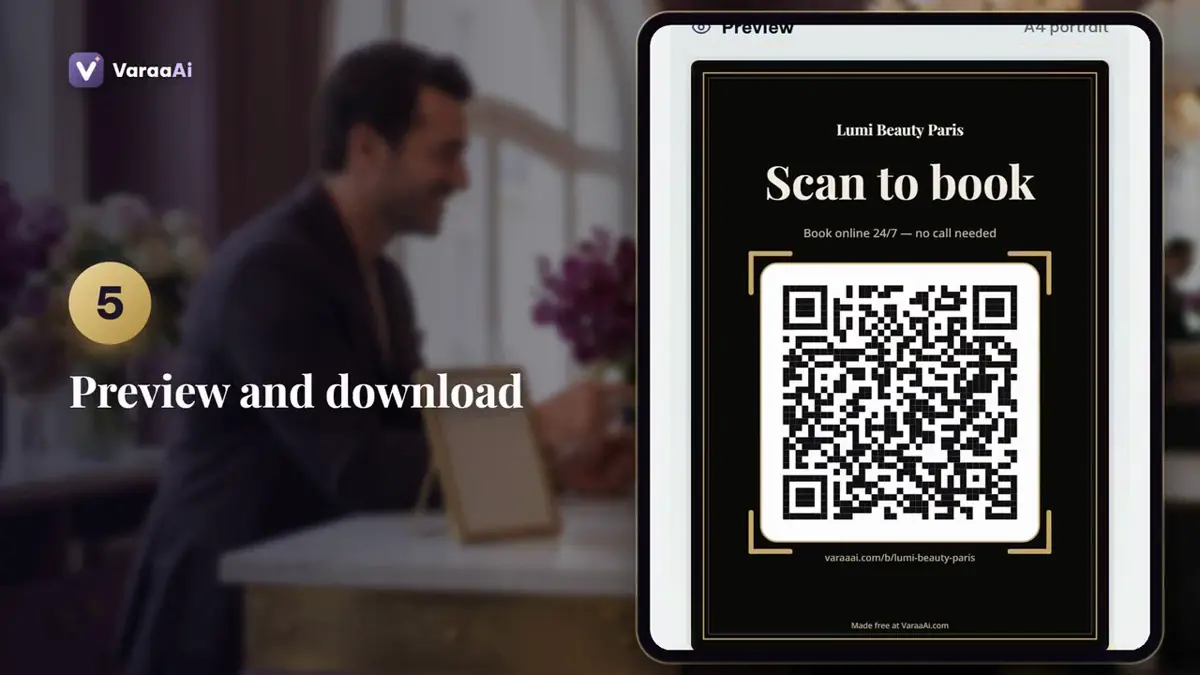 VaraaAi
5
Preview and download
Preview
A4 portrait
Lumi Beauty Paris
Scan to book
Book online 24/7 — no call needed
varaaai.com/b/lumi-beauty-paris
Made free at VaraaAi.com